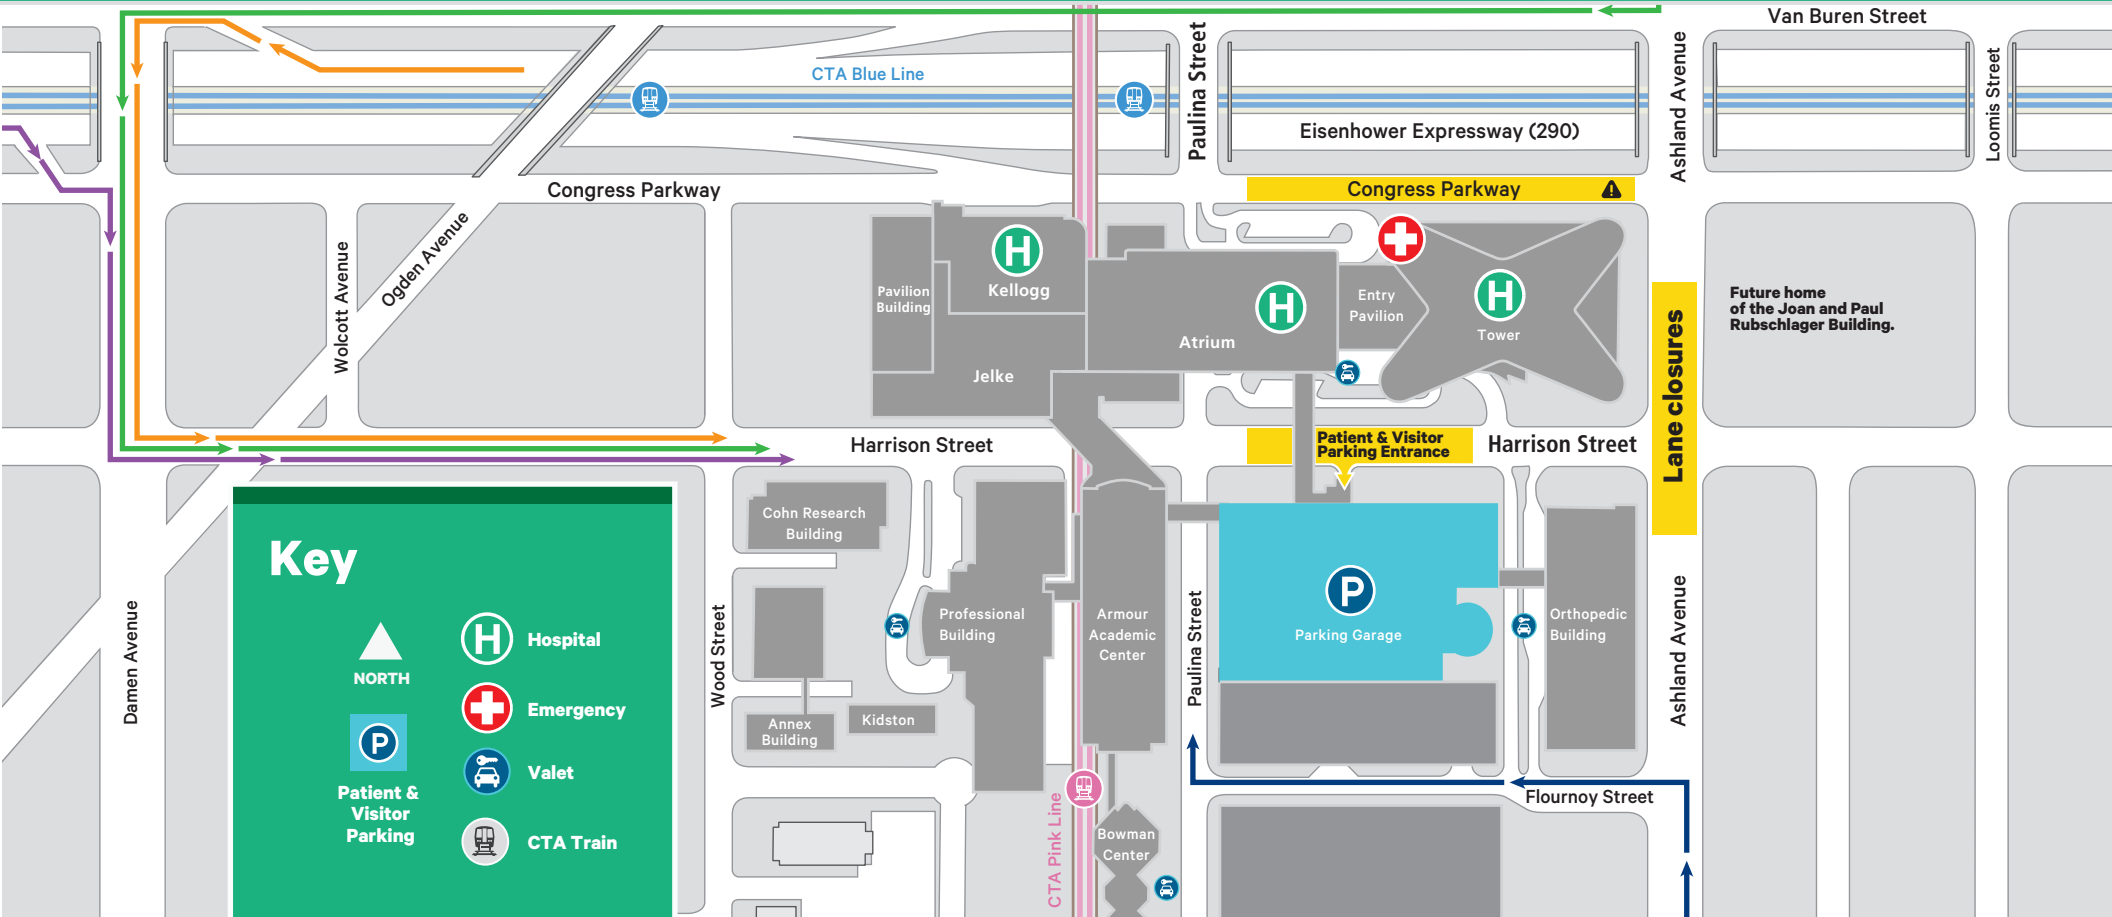 Van Buren Street
CTA Blue Line
Paulina Street
Eisenhower Expressway (290)
Ashland Avenue
Loomis Street
Congress Parkway
Congress Parkway
Wolcott Avenue
Ogden Avenue
H
Kellogg
Pavilion
Building
Jelke
H
Atrium
Entry
Pavilion
H
Tower
Lane closures
Future home
of the Joan and Paul
Rubschlager Building.
Harrison Street
Patient & Visitor
Parking Entrance
Harrison Street
Key
NORTH
P
Patient &
Visitor
Parking
H
Hospital
Emergency
Valet
CTA Train
Damen Avenue
Wood Street
Cohn Research
Building
Professional
Building
Annex
Building
Kidston
Armour
Academic
Center
Paulina Street
P
Parking Garage
Orthopedic
Building
Ashland Avenue
Flournoy Street
CTA Pink Line
Bowman
Center